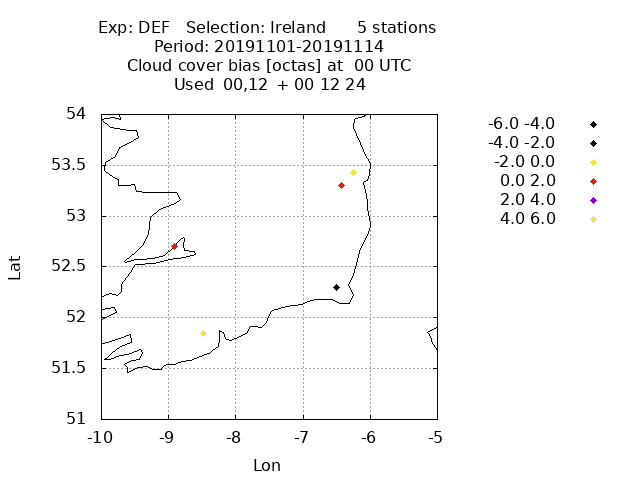 Exp: DEF Selection: Ireland 5 stations
Period: 20191101-20191114
Cloud cover bias [octas] at 00 UTC
Used 00,12 + 00 12 24
54
53.5
53
52.5
52
51.5
51
-10 -9 -8 -7 -6 -5
Lat
Lon
-6.0 -4.0
-4.0 -2.0
-2.0 0.0
0.0 2.0
2.0 4.0
4.0 6.0